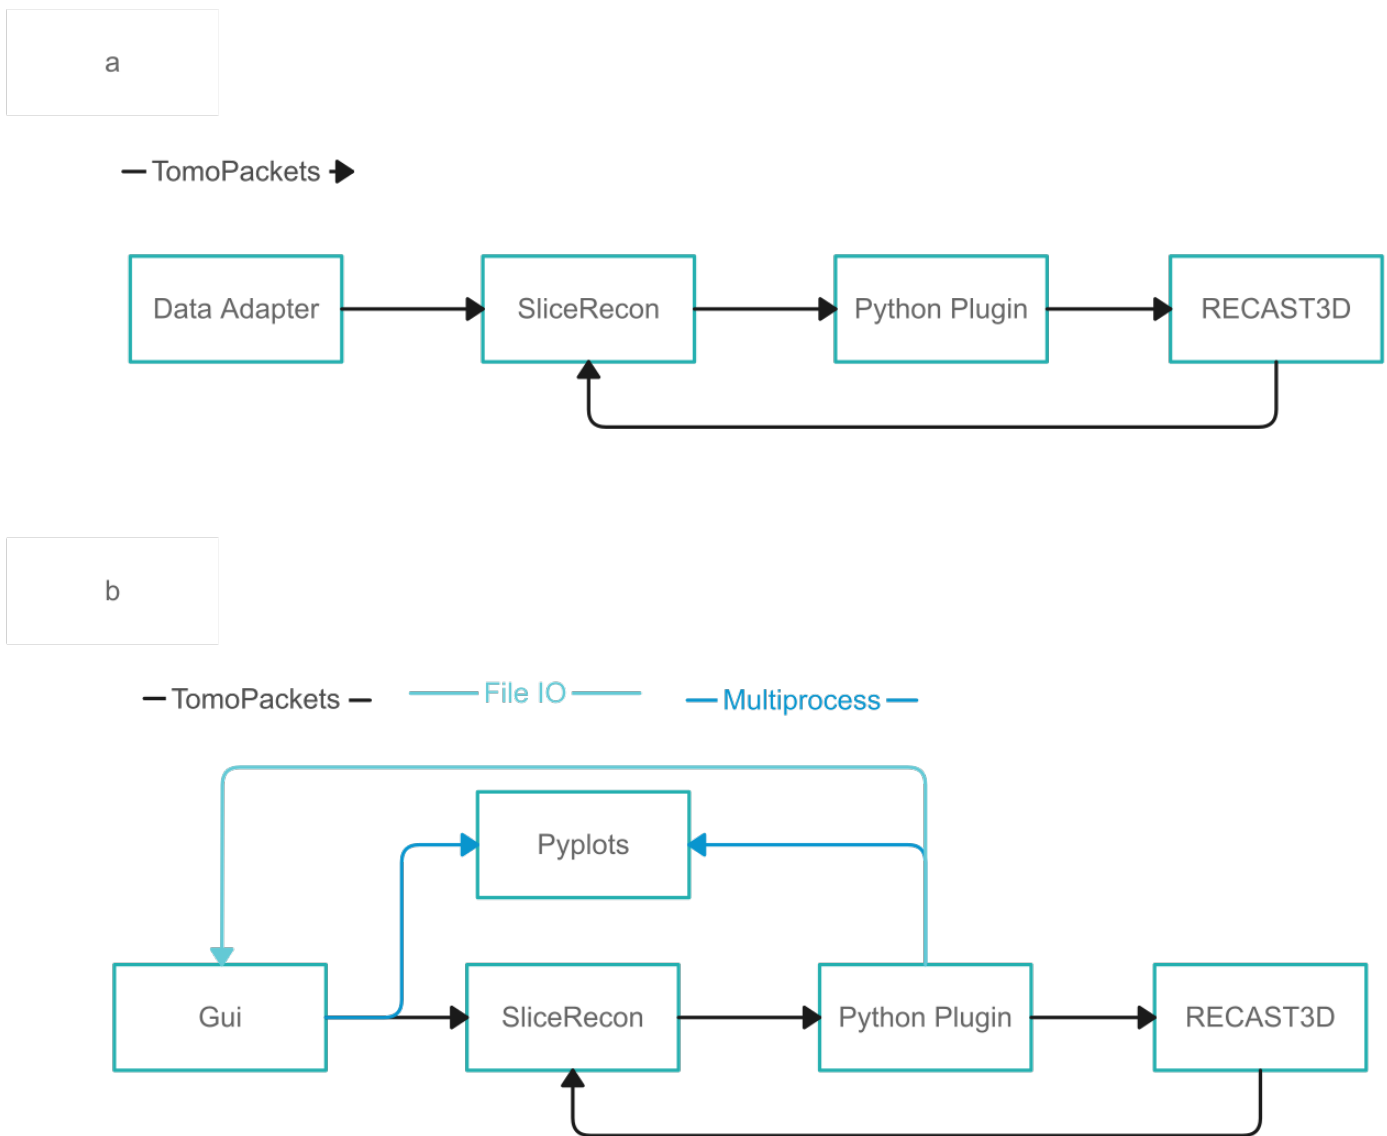 a
TomoPackets
Data Adapter
SliceRecon
Python Plugin
RECAST3D
b
TomoPackets
File IO
Multiprocess
Pyplots
Gui
SliceRecon
Python Plugin
RECAST3D